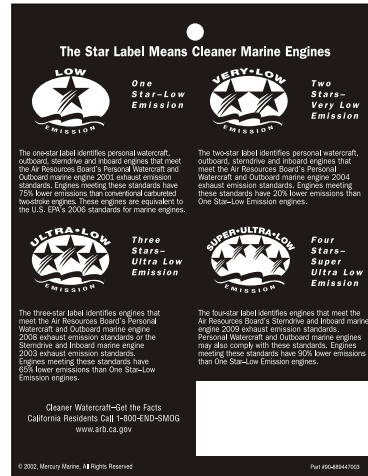 The Star Label Means Cleaner Marine Engines
LOW
EMISSION
One
Star–Low
Emission
The one-star label identifies personal watercraft,
outboard, sterndrive and inboard engines that meet
the Air Resources Board's Personal Watercraft and
Outboard marine engine 2001 exhaust emission
standards. Engines meeting these standards have
75% lower emissions than conventional carbureted
two-stroke engines. These engines are equivalent to
the U.S. EPA's 2006 standards for marine engines.
VERY•LOW
EMISSION
Two
Stars–
Very Low
Emission
The two-star label identifies personal watercraft,
outboard, sterndrive and inboard engines that
meet the Air Resources Board's Personal
Watercraft and Outboard marine engine 2004
exhaust emission standards. Engines meeting
these standards have 20% lower emissions than
One Star–Low Emission engines.
ULTRA•LOW
EMISSION
Three
Stars–
Ultra Low
Emission
The three-star label identifies engines that
meet the Air Resources Board's Personal
Watercraft and Outboard marine engine
2008 exhaust emission standards or the
Sterndrive and Inboard marine engine
2003 exhaust emission standards.
Engines meeting these standards have
65% lower emissions than One Star–Low
Emission engines.
SUPER•ULTRA•LOW
EMISSION
Four
Stars–
Super
Ultra Low
Emission
The four-star label identifies engines that meet the
Air Resources Board's Sterndrive and Inboard marine
engine 2009 exhaust emission standards.
Personal Watercraft and Outboard marine engines
may also comply with these standards. Engines
meeting these standards have 90% lower emissions
than One Star–Low Emission engines.
Cleaner Watercraft–Get the Facts
California Residents Call 1–800–END–SMOG
www.arb.ca.gov
© 2002, Mercury Marine, All Rights Reserved
Part #90-889447003